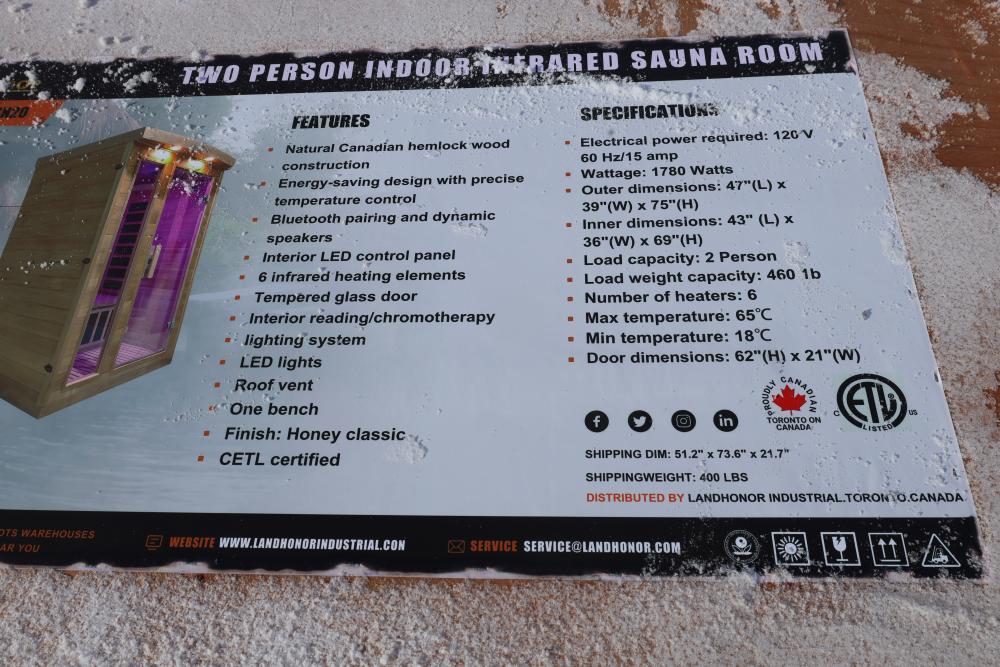 TWO PERSON INDOOR INFRARED SAUNA ROOM
FEATURES
Natural Canadian hemlock wood
construction
Energy-saving design with precise
temperature control
Bluetooth pairing and dynamic
speakers
Interior LED control panel
6 infrared heating elements
Tempered glass door
Interior reading/chromotherapy
lighting system
LED lights
Roof vent
One bench
Finish: Honey classic
CETL certified
SPECIFICATIONS
Electrical power required: 120 V
60 Hz/15 amp
Wattage: 1780 Watts
Outer dimensions: 47"(L) x
39"(W) x 75"(H)
Inner dimensions: 43" (L) x
36"(W) x 69"(H)
Load capacity: 2 Person
Load weight capacity: 460 1b
Number of heaters: 6
Max temperature: 65℃
Min temperature: 18℃
Door dimensions: 62"(H) x 21"(W)
PROUDLY CANADIAN
TORONTO ON
CANADA
C ETL US
LISTED
SHIPPING DIM: 51.2" x 73.6" x 21.7"
SHIPPINGWEIGHT: 400 LBS
DISTRIBUTED BY LANDHONOR INDUSTRIAL.TORONTO.CANADA
OTS WAREHOUSES
AR YOU
WEBSITE WWW.LANDHONORINDUSTRIAL.CON
SERVICE SERVICE@LANDHONOR.COM